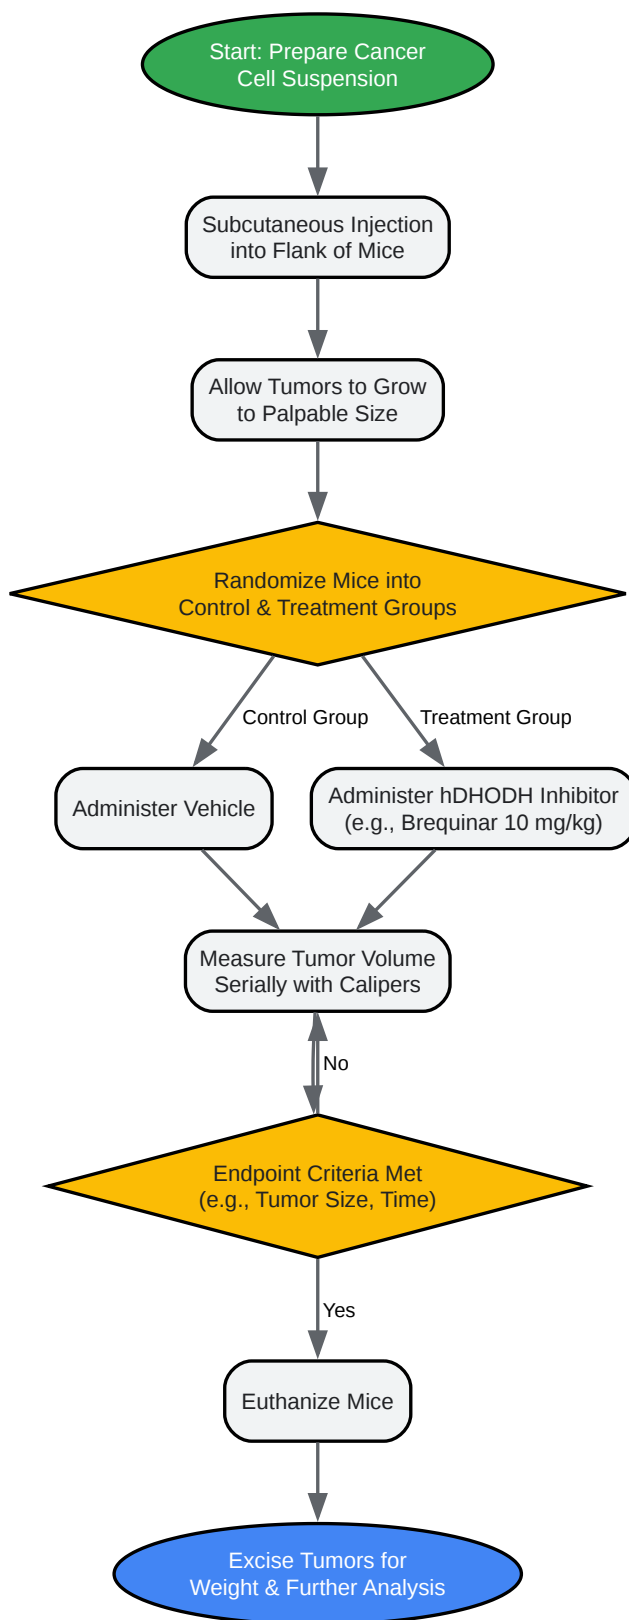 Start: Prepare Cancer
Cell Suspension
Subcutaneous Injection
into Flank of Mice
Allow Tumors to Grow
to Palpable Size
Randomize Mice into
Control & Treatment Groups
Control Group
Treatment Group
Administer Vehicle
Administer hDHODH Inhibitor
(e.g., Brequinar 10 mg/kg)
Measure Tumor Volume
Serially with Calipers
No
Endpoint Criteria Met
(e.g., Tumor Size, Time)
Yes
Euthanize Mice
Excise Tumors for
Weight & Further Analysis